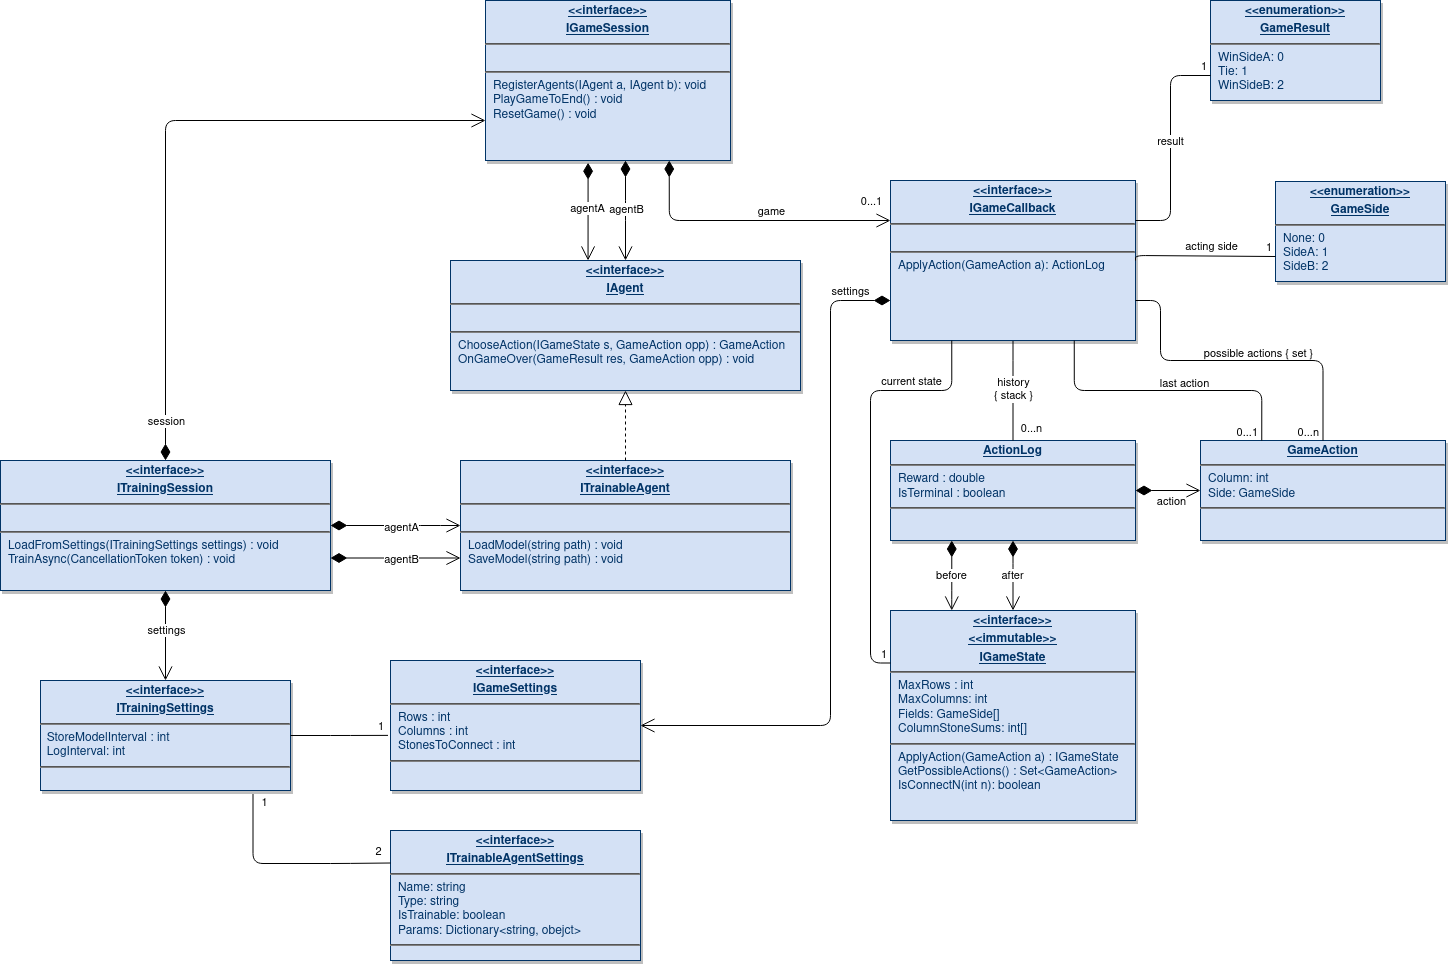 <<interface>>
IGameSession
RegisterAgents(IAgent a, IAgent b): void
PlayGameToEnd() : void
ResetGame() : void
<<enumeration>>
GameResult
WinSideA: 0
Tie: 1
WinSideB: 2
1
result
<<interface>>
IGameCallback
ApplyAction(GameAction a): ActionLog
<<enumeration>>
GameSide
None: 0
SideA: 1
SideB: 2
acting side
1
agentA
agentB
game
0...1
<<interface>>
IAgent
ChooseAction(IGameState s, GameAction opp) : GameAction
OnGameOver(GameResult res, GameAction opp) : void
settings
possible actions { set }
current state
history
{ stack }
last action
0...n
0...1
0...n
session
<<interface>>
ITrainingSession
LoadFromSettings(ITrainingSettings settings) : void
TrainAsync(CancellationToken token) : void
agentA
agentB
<<interface>>
ITrainableAgent
LoadModel(string path) : void
SaveModel(string path) : void
ActionLog
Reward : double
IsTerminal : boolean
action
GameAction
Column: int
Side: GameSide
before
after
settings
<<interface>>
<<immutable>>
IGameState
MaxRows : int
MaxColumns: int
Fields: GameSide[]
ColumnStoneSums: int[]
ApplyAction(GameAction a) : IGameState
GetPossibleActions() : Set<GameAction>
IsConnectN(int n): boolean
1
<<interface>>
ITrainingSettings
StoreModelInterval : int
LogInterval: int
1
<<interface>>
IGameSettings
Rows : int
Columns : int
StonesToConnect : int
1
2
<<interface>>
ITrainableAgentSettings
Name: string
Type: string
IsTrainable: boolean
Params: Dictionary<string, obejct>